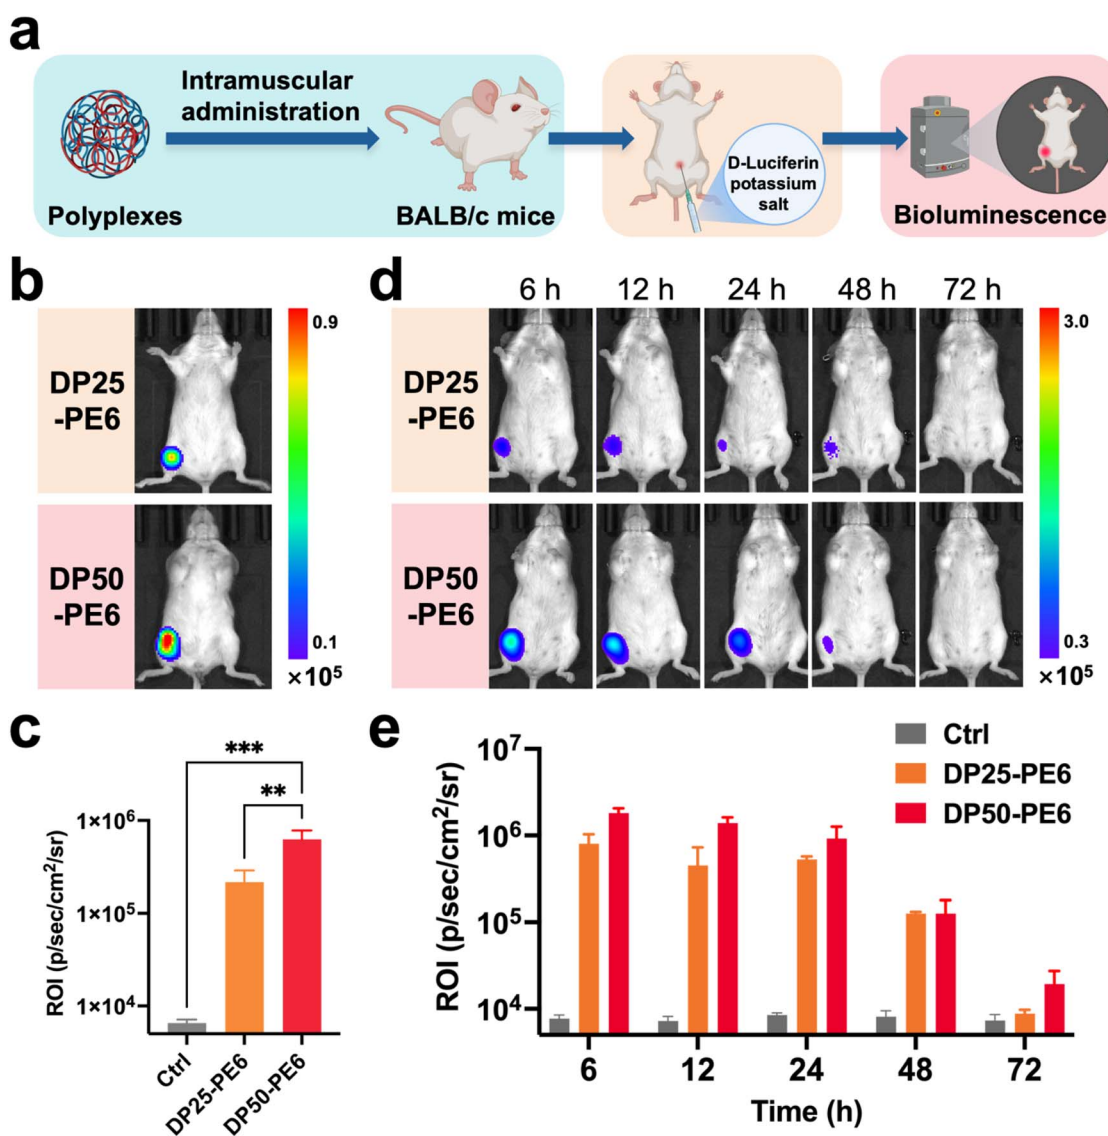 a
Intramuscular
administration
Polyplexes
BALB/c mice
D-Luciferin
potassium
salt
Bioluminescence
b
DP25
-PE6
DP50
-PE6
0.9
0.1
×10⁵
d
6 h 12 h 24 h 48 h 72 h
DP25
-PE6
DP50
-PE6
3.0
0.3
×10⁵
c
***
**
ROI (p/sec/cm²/sr)
1×10⁶
1×10⁵
1×10⁴
Ctrl
DP25-PE6
DP50-PE6
e
Ctrl
DP25-PE6
DP50-PE6
ROI (p/sec/cm²/sr)
10⁷
10⁶
10⁵
10⁴
6 12 24 48 72
Time (h)